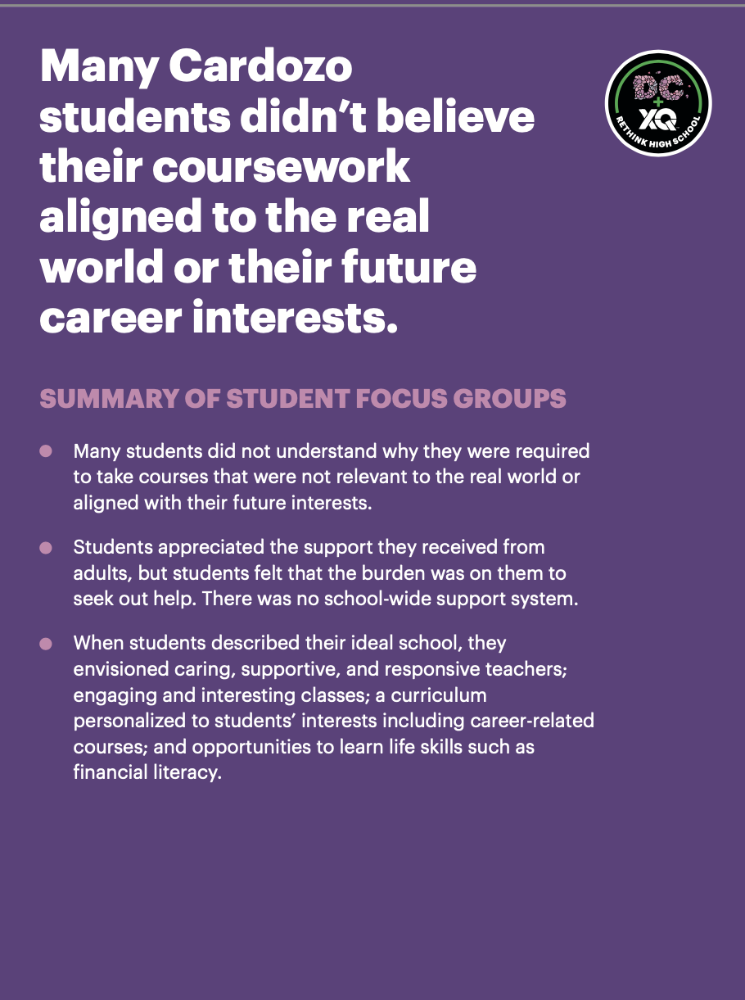 Many Cardozo
students didn’t believe
their coursework
aligned to the real
world or their future
career interests.
DC
+
XQ
RETHINK HIGH SCHOOL
SUMMARY OF STUDENT FOCUS GROUPS
Many students did not understand why they were required
to take courses that were not relevant to the real world or
aligned with their future interests.
Students appreciated the support they received from
adults, but students felt that the burden was on them to
seek out help. There was no school-wide support system.
When students described their ideal school, they
envisioned caring, supportive, and responsive teachers;
engaging and interesting classes; a curriculum
personalized to students’ interests including career-related
courses; and opportunities to learn life skills such as
financial literacy.